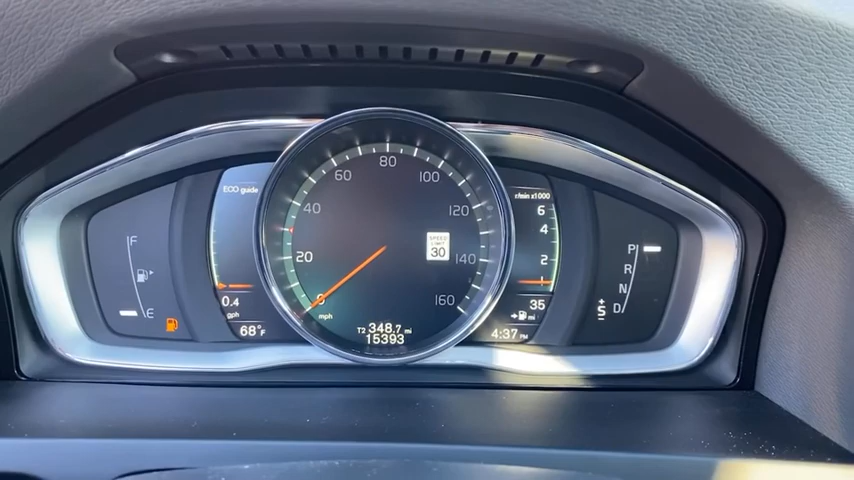 F
E
ECO guide
0.4
gph
68°F
0
20
40
60
80
100
120
140
160
mph
SPEED
LIMIT
30
T2 348.7 mi
15393
r/min x1000
6
4
2
1
35
mi
4:37 PM
P
R
N
D
+
S
-